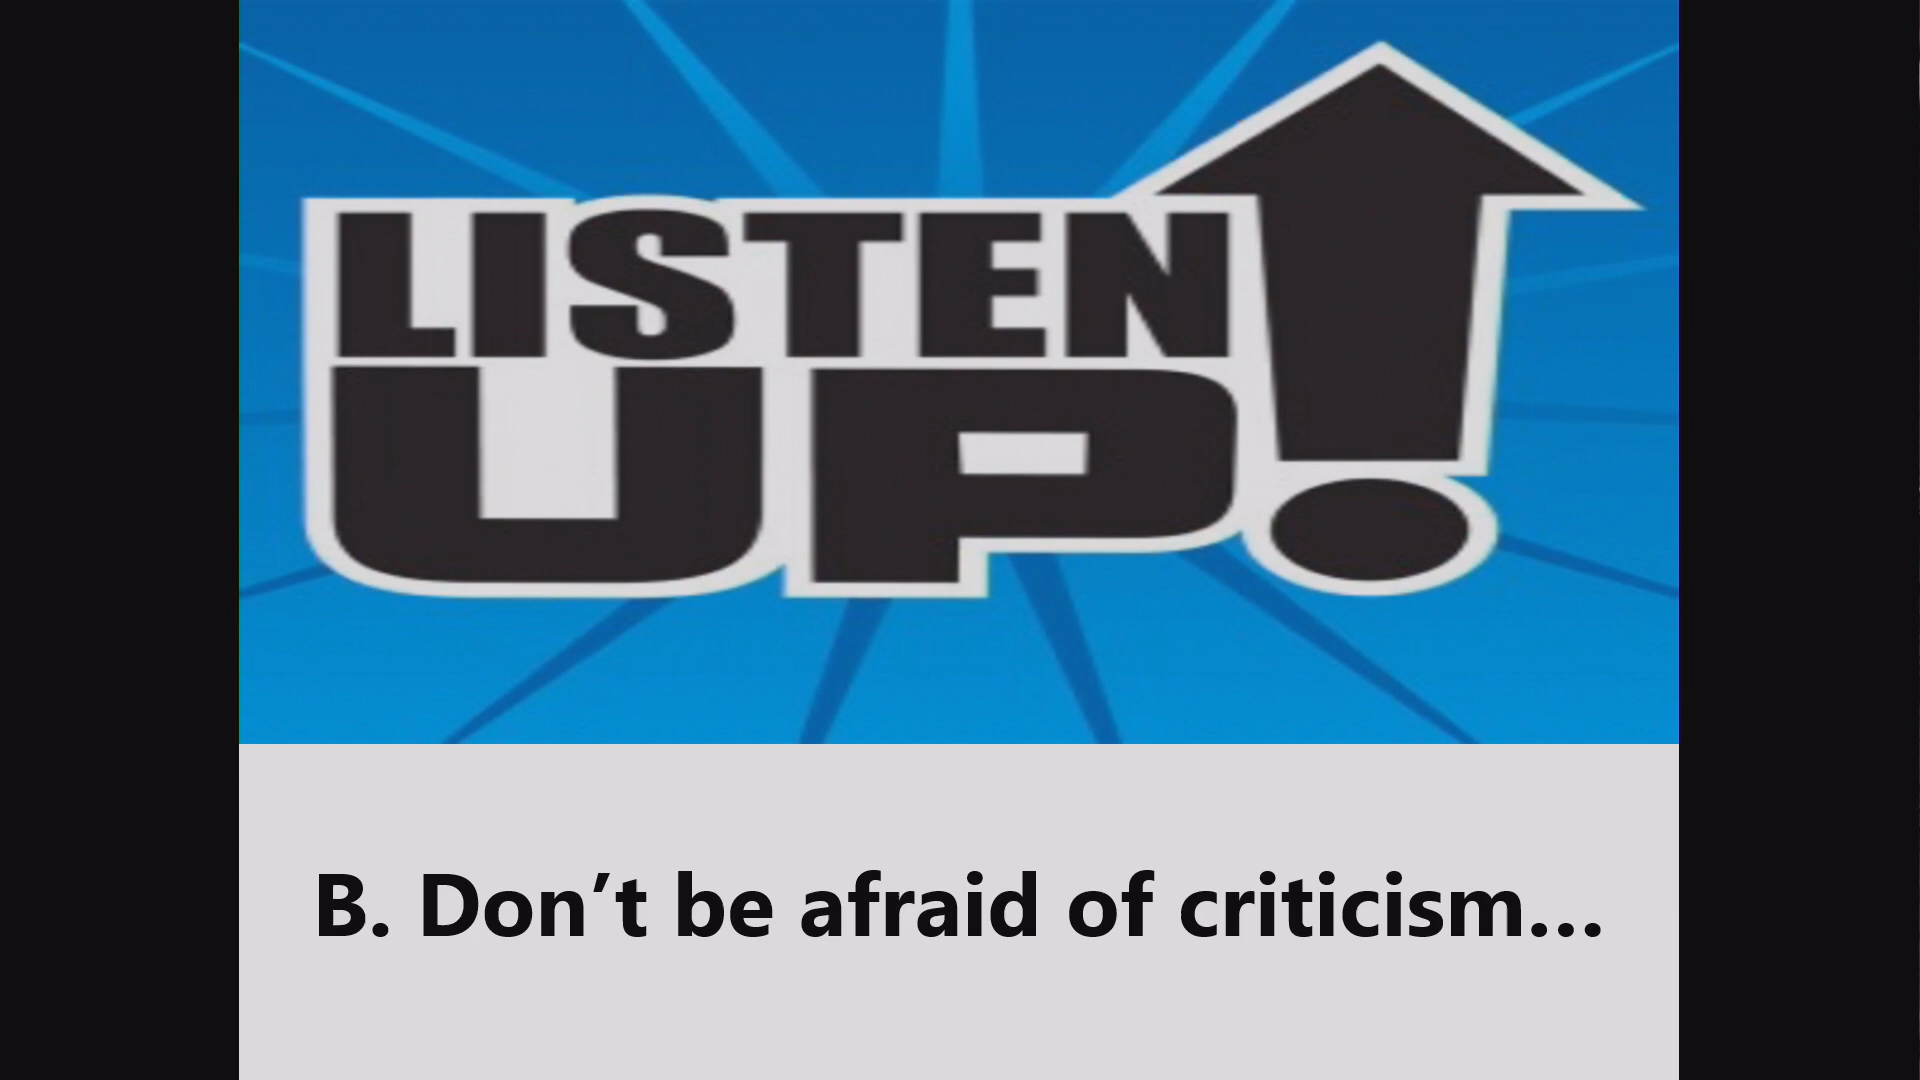 LISTEN
UP!
B. Don’t be afraid of criticism…